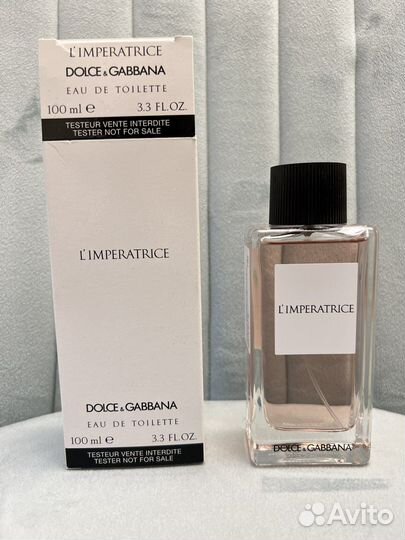 L'IMPERATRICE
DOLCE & GABBANA
EAU DE TOILETTE
100 ml e 3.3 FL.OZ.
TESTEUR VENTE INTERDITE
TESTER NOT FOR SALE
L'IMPERATRICE
DOLCE & GABBANA
EAU DE TOILETTE
100 ml e 3.3 FL.OZ.
TESTEUR VENTE INTERDITE
TESTER NOT FOR SALE
L'IMPERATRICE
DOLCE & GABBANA
Avito